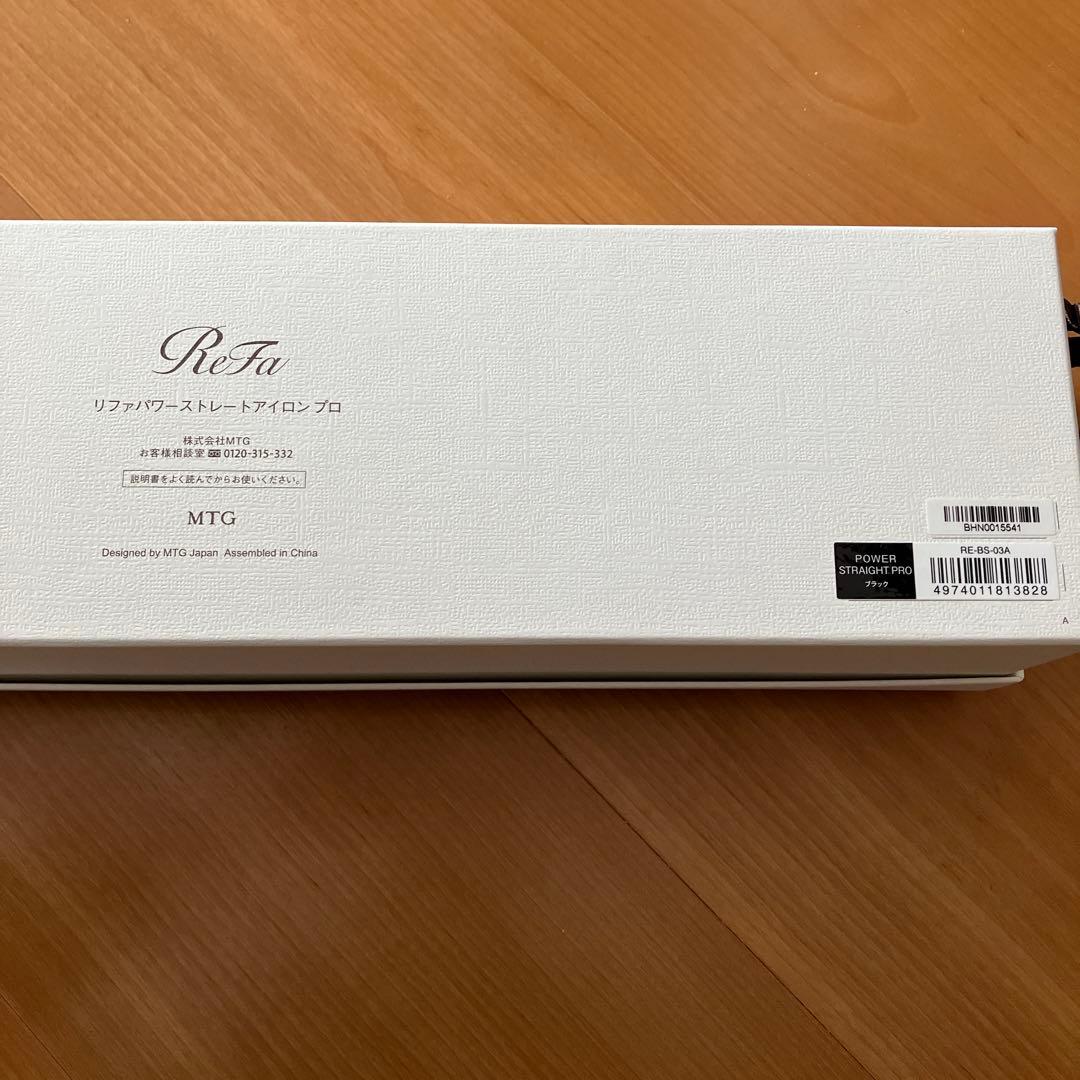 ReFa
リファパワーストレートアイロン プロ
株式会社MTG
お客様相談室 0120-315-332
説明書をよく読んでからお使いください。
MTG
Designed by MTG Japan Assembled in China
BHN0015541
POWER
STRAIGHT PRO
ブラック
RE-BS-03A
4974011813828
A